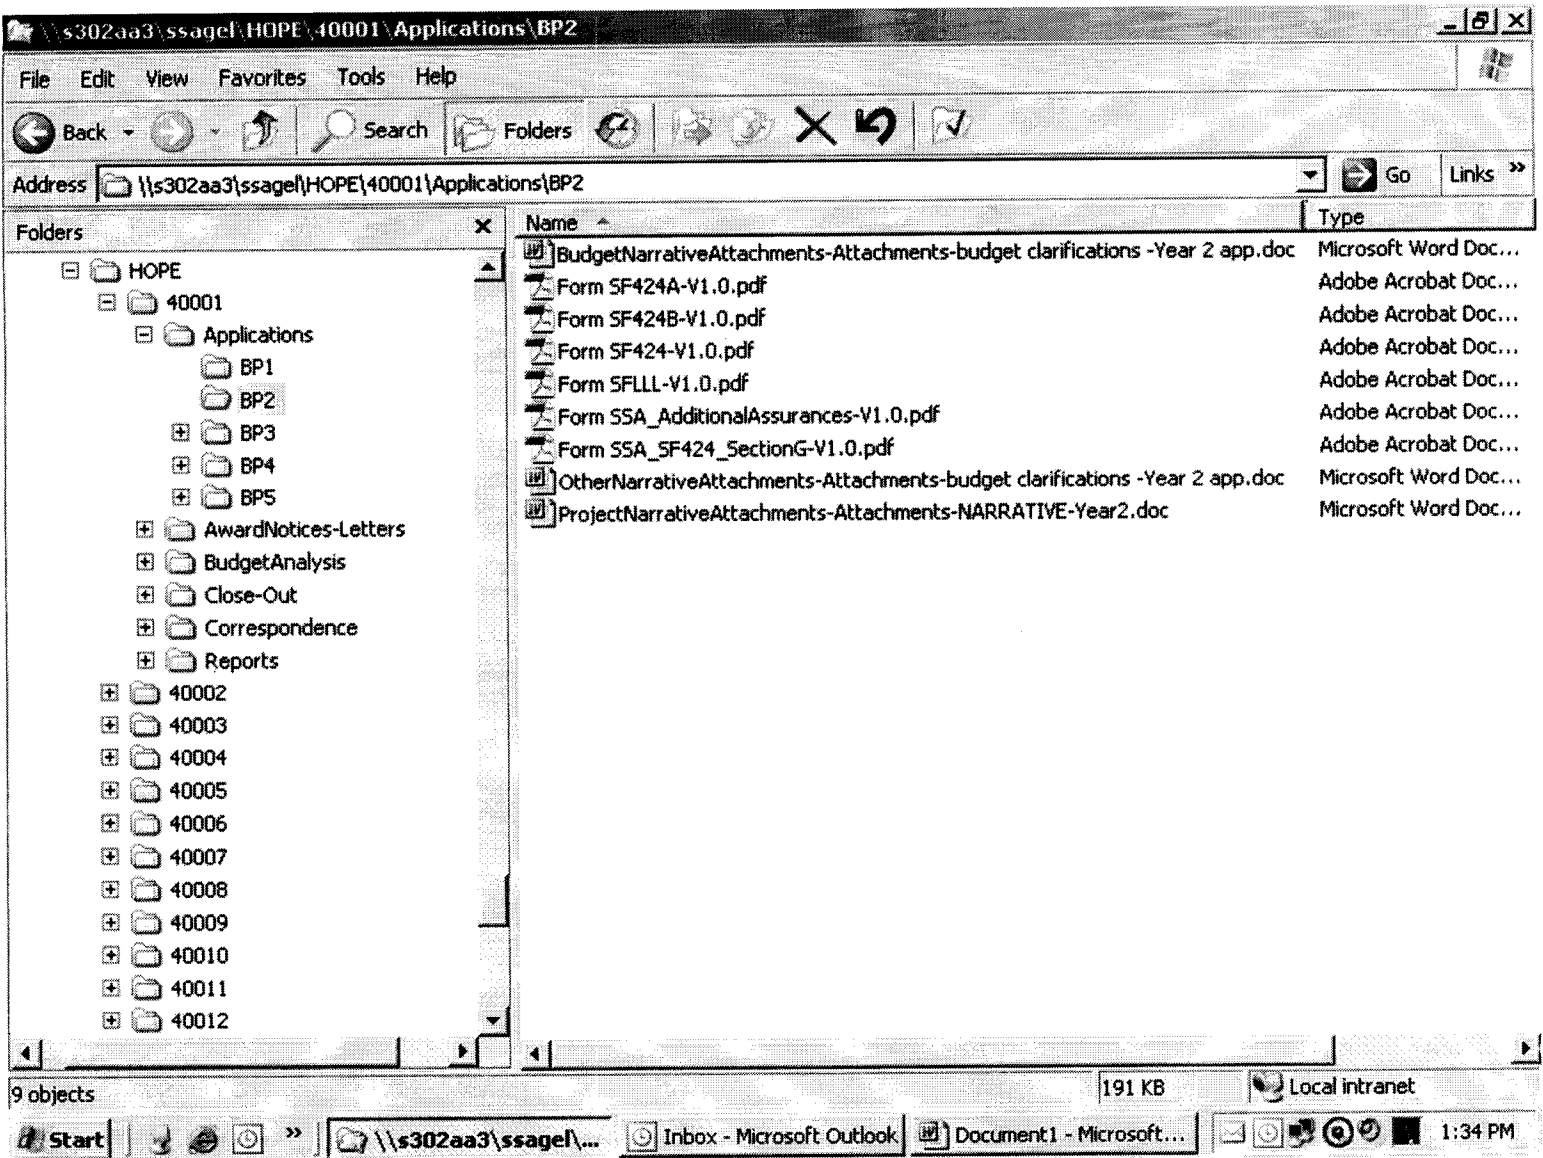 \\s302aa3\ssagel\HOPE\40001\Applications\BP2
File Edit View Favorites Tools Help
Back Search Folders
Address \\s302aa3\ssagel\HOPE\40001\Applications\BP2 Go Links »
Folders
HOPE
40001
Applications
BP1
BP2
BP3
BP4
BP5
AwardNotices-Letters
BudgetAnalysis
Close-Out
Correspondence
Reports
40002
40003
40004
40005
40006
40007
40008
40009
40010
40011
40012
Name Type
BudgetNarrativeAttachments-Attachments-budget clarifications -Year 2 app.doc Microsoft Word Doc...
Form SF424A-V1.0.pdf Adobe Acrobat Doc...
Form SF424B-V1.0.pdf Adobe Acrobat Doc...
Form SF424-V1.0.pdf Adobe Acrobat Doc...
Form SFLLL-V1.0.pdf Adobe Acrobat Doc...
Form SSA_AdditionalAssurances-V1.0.pdf Adobe Acrobat Doc...
Form SSA_SF424_SectionG-V1.0.pdf Adobe Acrobat Doc...
OtherNarrativeAttachments-Attachments-budget clarifications -Year 2 app.doc Microsoft Word Doc...
ProjectNarrativeAttachments-Attachments-NARRATIVE-Year2.doc Microsoft Word Doc...
9 objects 191 KB Local intranet
Start » \\s302aa3\ssagel\... Inbox - Microsoft Outlook Document1 - Microsoft... 1:34 PM